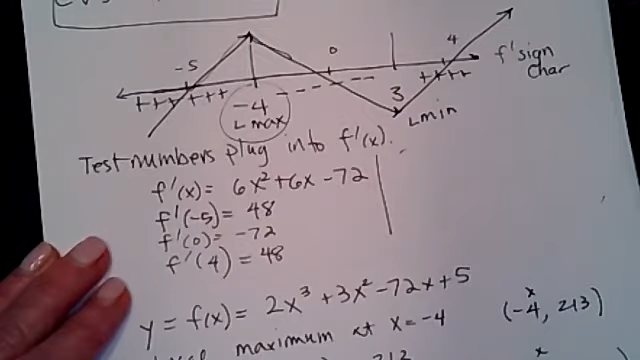 -5
0
4
f' sign
char
+++ +++
- - - - - - - -
++++
-4
L max
3
L min
Test numbers plug into f'(x).
f'(x) = 6x² + 6x - 72
f'(-5) = 48
f'(0) = -72
f'(4) = 48
y = f(x) = 2x³ + 3x² - 72x + 5
maximum at x = -4
x
(-4, 213)
x